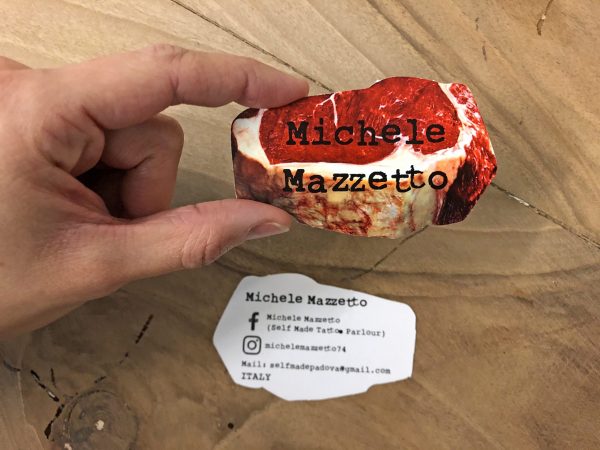 Michele
Mazzetto
Michele Mazzetto
Michele Mazzetto
(Self Made Tattoo Parlour)
michelemazzetto74
Mail: selfmadepadova@gmail.com
ITALY